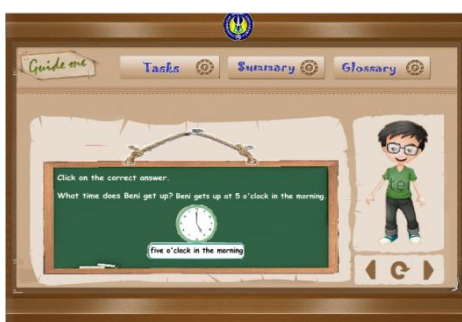 Guide me
Tasks
Summary
Glossary
Click on the correct answer.
What time does Beni get up? Beni gets up at 5 o'clock in the morning.
five o'clock in the morning